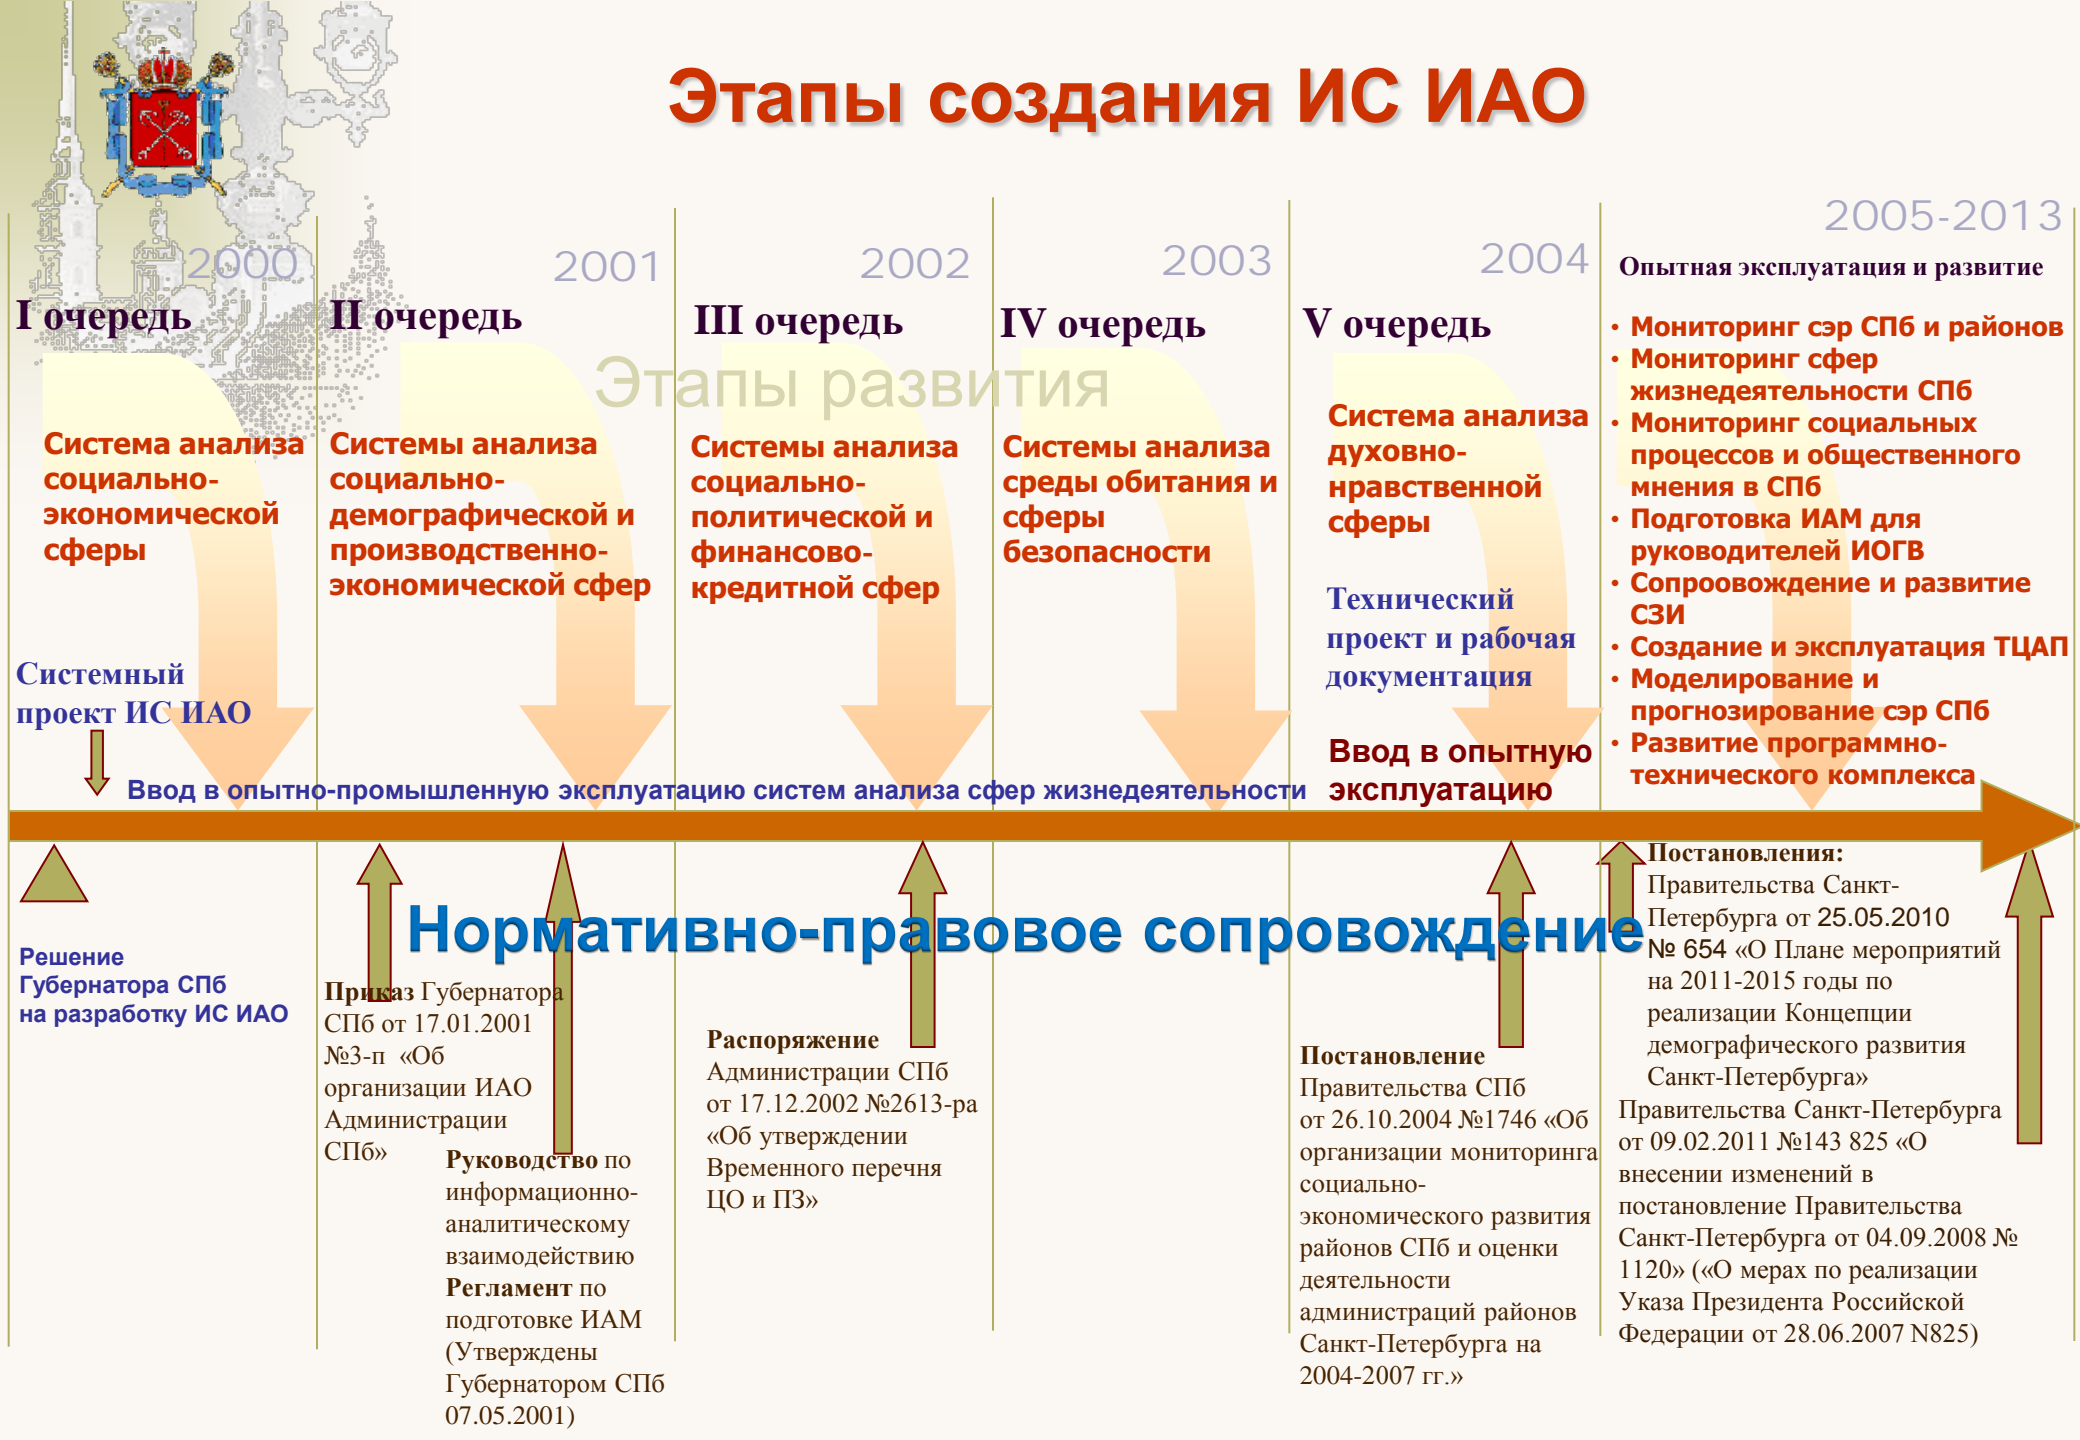 Этапы создания ИС ИАО
2000
I очередь
Система анализа
социально-
экономической
сферы
Системный
проект ИС ИАО
2001
II очередь
Системы анализа
социально-
демографической и
производственно-
экономической сфер
Этапы развития
2002
III очередь
Системы анализа
социально-
политической и
финансово-
кредитной сфер
2003
IV очередь
Системы анализа
среды обитания и
сферы
безопасности
2004
V очередь
Система анализа
духовно-
нравственной
сферы
Технический
проект и рабочая
документация
Ввод в опытную
эксплуатацию
2005-2013
Опытная эксплуатация и развитие
• Мониторинг сэр СПб и районов
• Мониторинг сфер
жизнедеятельности СПб
• Мониторинг социальных
процессов и общественного
мнения в СПб
• Подготовка ИАМ для
руководителей ИОГВ
• Сопроовождение и развитие
СЗИ
• Создание и эксплуатация ТЦАП
• Моделирование и
прогнозирование сэр СПб
• Развитие программно-
технического комплекса
Ввод в опытно-промышленную эксплуатацию систем анализа сфер жизнедеятельности
Нормативно-правовое сопровождение
Решение
Губернатора СПб
на разработку ИС ИАО
Приказ Губернатора
СПб от 17.01.2001
№3-п «Об
организации ИАО
Администрации
СПб»
Руководство по
информационно-
аналитическому
взаимодействию
Регламент по
подготовке ИАМ
(Утверждены
Губернатором СПб
07.05.2001)
Распоряжение
Администрации СПб
от 17.12.2002 №2613-ра
«Об утверждении
Временного перечня
ЦО и ПЗ»
Постановление
Правительства СПб
от 26.10.2004 №1746 «Об
организации мониторинга
социально-
экономического развития
районов СПб и оценки
деятельности
администраций районов
Санкт-Петербурга на
2004-2007 гг.»
Постановления:
Правительства Санкт-
Петербурга от 25.05.2010
№ 654 «О Плане мероприятий
на 2011-2015 годы по
реализации Концепции
демографического развития
Санкт-Петербурга»
Правительства Санкт-Петербурга
от 09.02.2011 №143 825 «О
внесении изменений в
постановление Правительства
Санкт-Петербурга от 04.09.2008 №
1120» («О мерах по реализации
Указа Президента Российской
Федерации от 28.06.2007 N825)